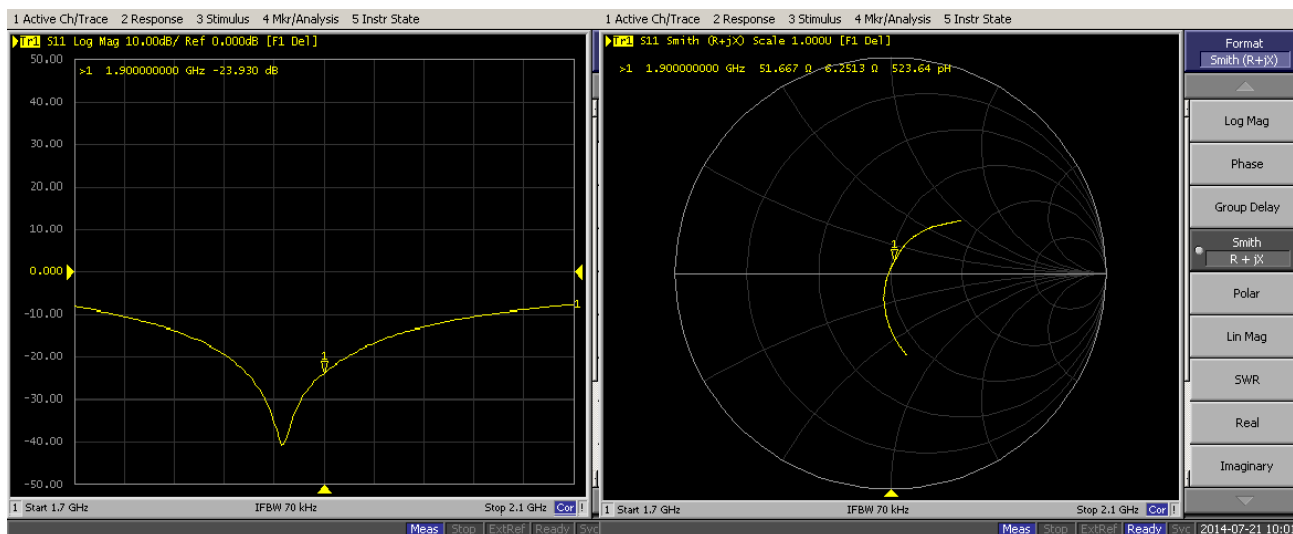 1 Active Ch/Trace 2 Response 3 Stimulus 4 Mkr/Analysis 5 Instr State
Tr1 S11 Log Mag 10.00dB/ Ref 0.000dB [F1 Del]
50.00
>1 1.900000000 GHz -23.930 dB
40.00
30.00
20.00
10.00
0.000
-10.00
1
-20.00
1
-30.00
-40.00
-50.00
1 Start 1.7 GHz IFBW 70 kHz Stop 2.1 GHz Cor !
Meas Stop ExtRef Ready Svc
1 Active Ch/Trace 2 Response 3 Stimulus 4 Mkr/Analysis 5 Instr State
Tr1 S11 Smith (R+jX) Scale 1.000U [F1 Del]
>1 1.900000000 GHz 51.667 Ω 6.2513 Ω 523.64 pH
1
1 Start 1.7 GHz IFBW 70 kHz Stop 2.1 GHz Cor !
Meas Stop ExtRef Ready Svc 2014-07-21 10:01
Format
Smith (R+jX)
Log Mag
Phase
Group Delay
Smith
R + jX
Polar
Lin Mag
SWR
Real
Imaginary